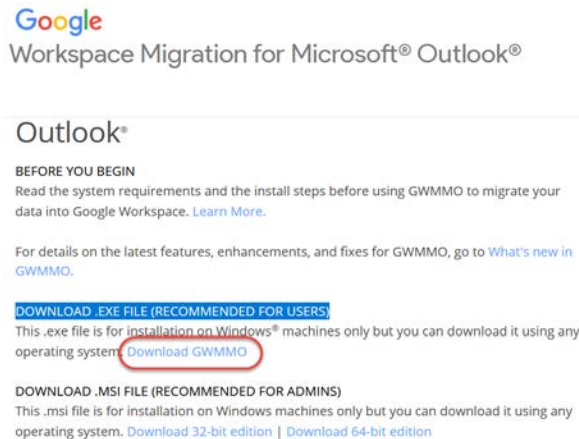 Google
Workspace Migration for Microsoft® Outlook®
Outlook®
BEFORE YOU BEGIN
Read the system requirements and the install steps before using GWMMO to migrate your
data into Google Workspace. Learn More.
For details on the latest features, enhancements, and fixes for GWMMO, go to What's new in
GWMMO.
DOWNLOAD .EXE FILE (RECOMMENDED FOR USERS)
This .exe file is for installation on Windows® machines only but you can download it using any
operating system. Download GWMMO
DOWNLOAD .MSI FILE (RECOMMENDED FOR ADMINS)
This .msi file is for installation on Windows machines only but you can download it using any
operating system. Download 32-bit edition | Download 64-bit edition